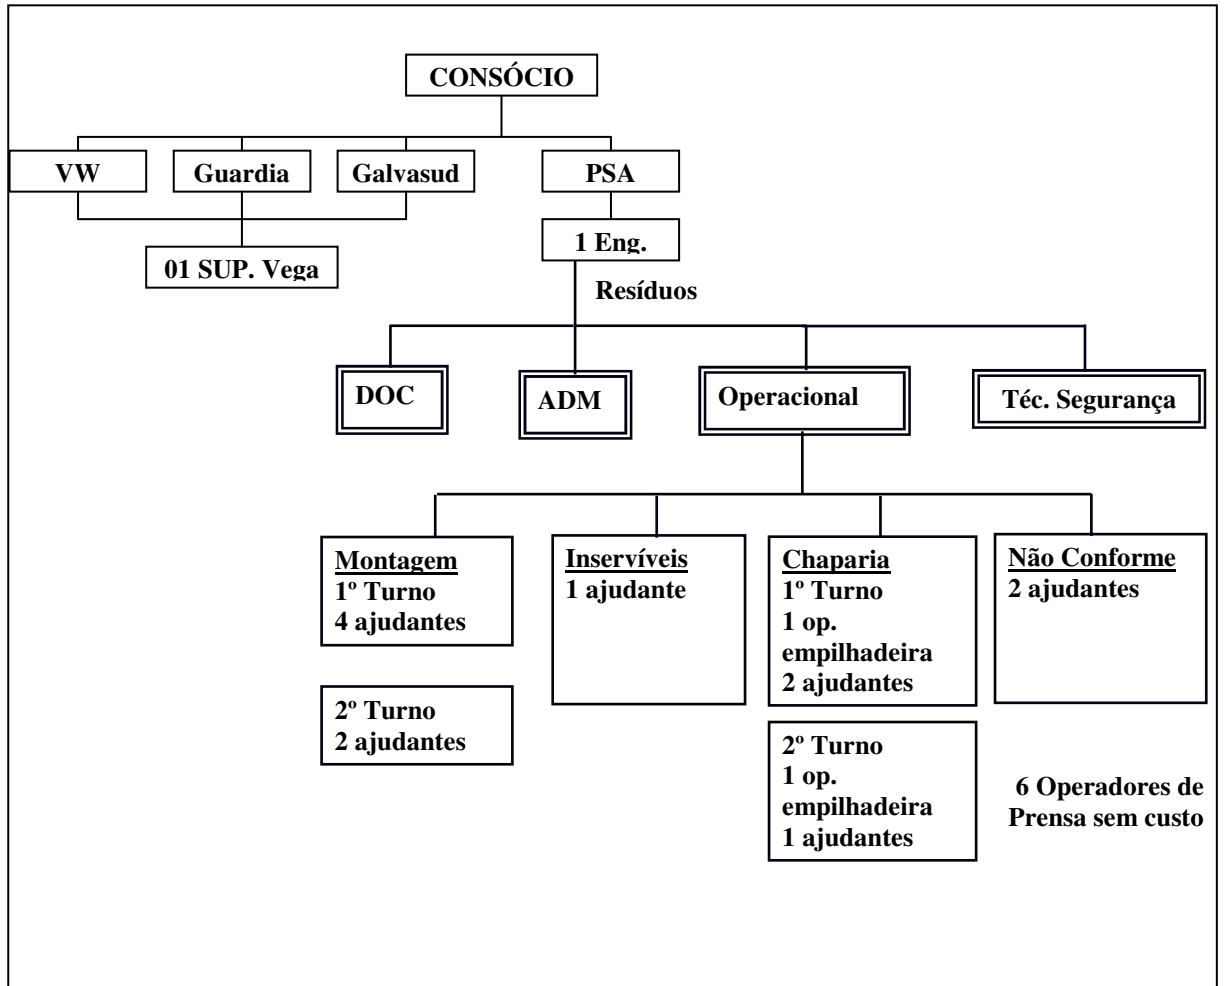 CONSÓCIO
VW
Guardia
Galvasud
PSA
1 Eng.
01 SUP. Vega
Resíduos
DOC
ADM
Operacional
Téc. Segurança
Montagem
1º Turno
4 ajudantes
2º Turno
2 ajudantes
Inservíveis
1 ajudante
Chaparia
1º Turno
1 op.
empilhadeira
2 ajudantes
2º Turno
1 op.
empilhadeira
1 ajudantes
Não Conforme
2 ajudantes
6 Operadores de
Prensa sem custo